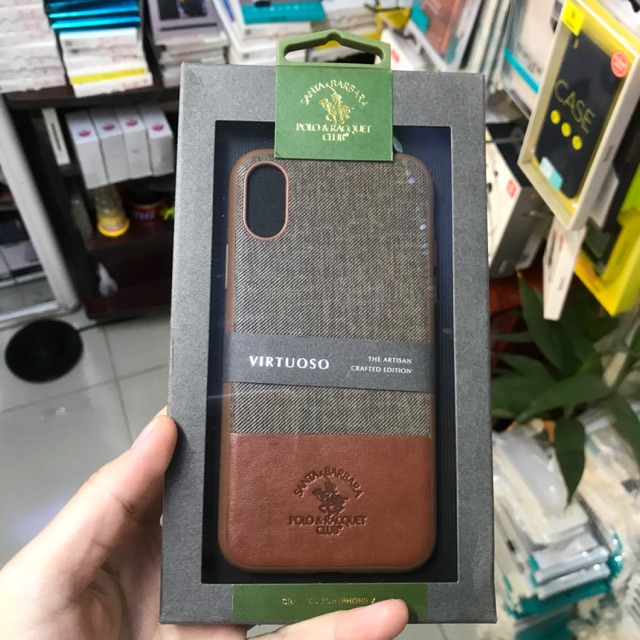 SANTA BARBARA
POLO & RACQUET
CLUB
VIRTUOSO
THE ARTISAN
CRAFTED EDITION
SANTA BARBARA
POLO & RACQUET
CLUB
CASE